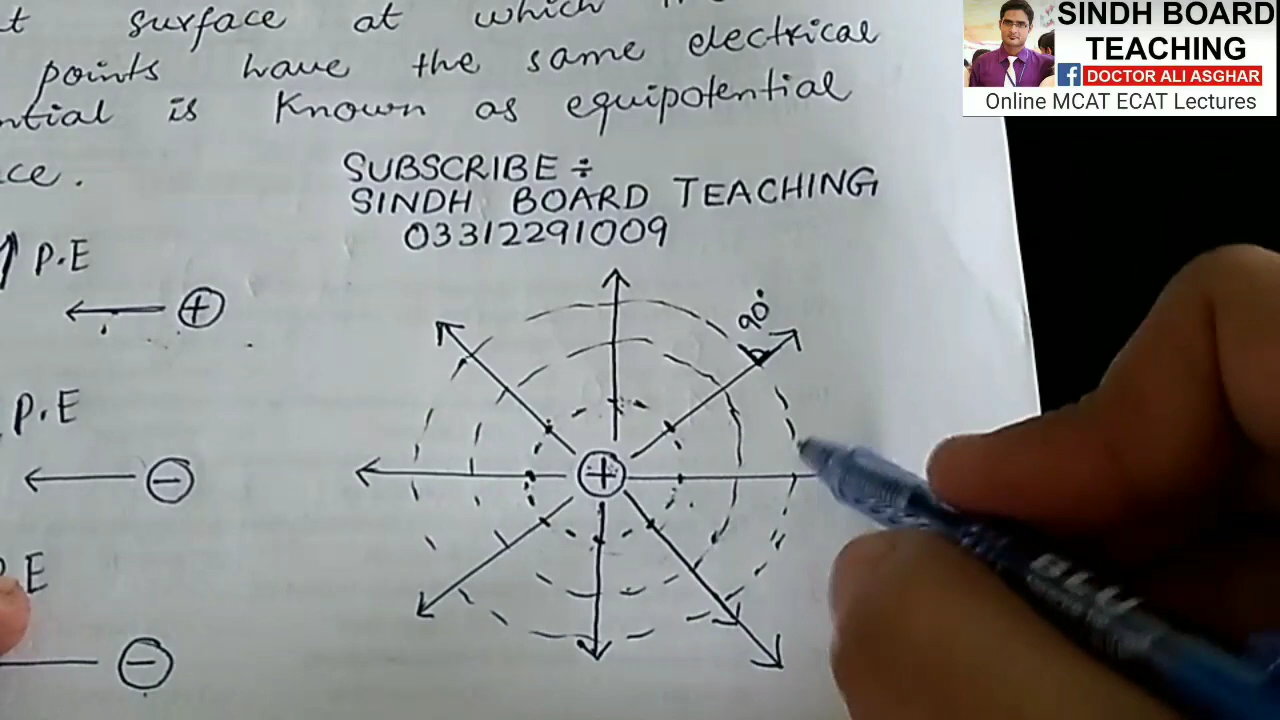 surface at which
points have the same electrical
ntial is Known as equipotential
ce.
SUBSCRIBE ÷
SINDH BOARD TEACHING
03312291009
P.E
+
90°
P.E
-
+
E
-
BLU
SINDH BOARD
TEACHING
DOCTOR ALI ASGHAR
Online MCAT ECAT Lectures